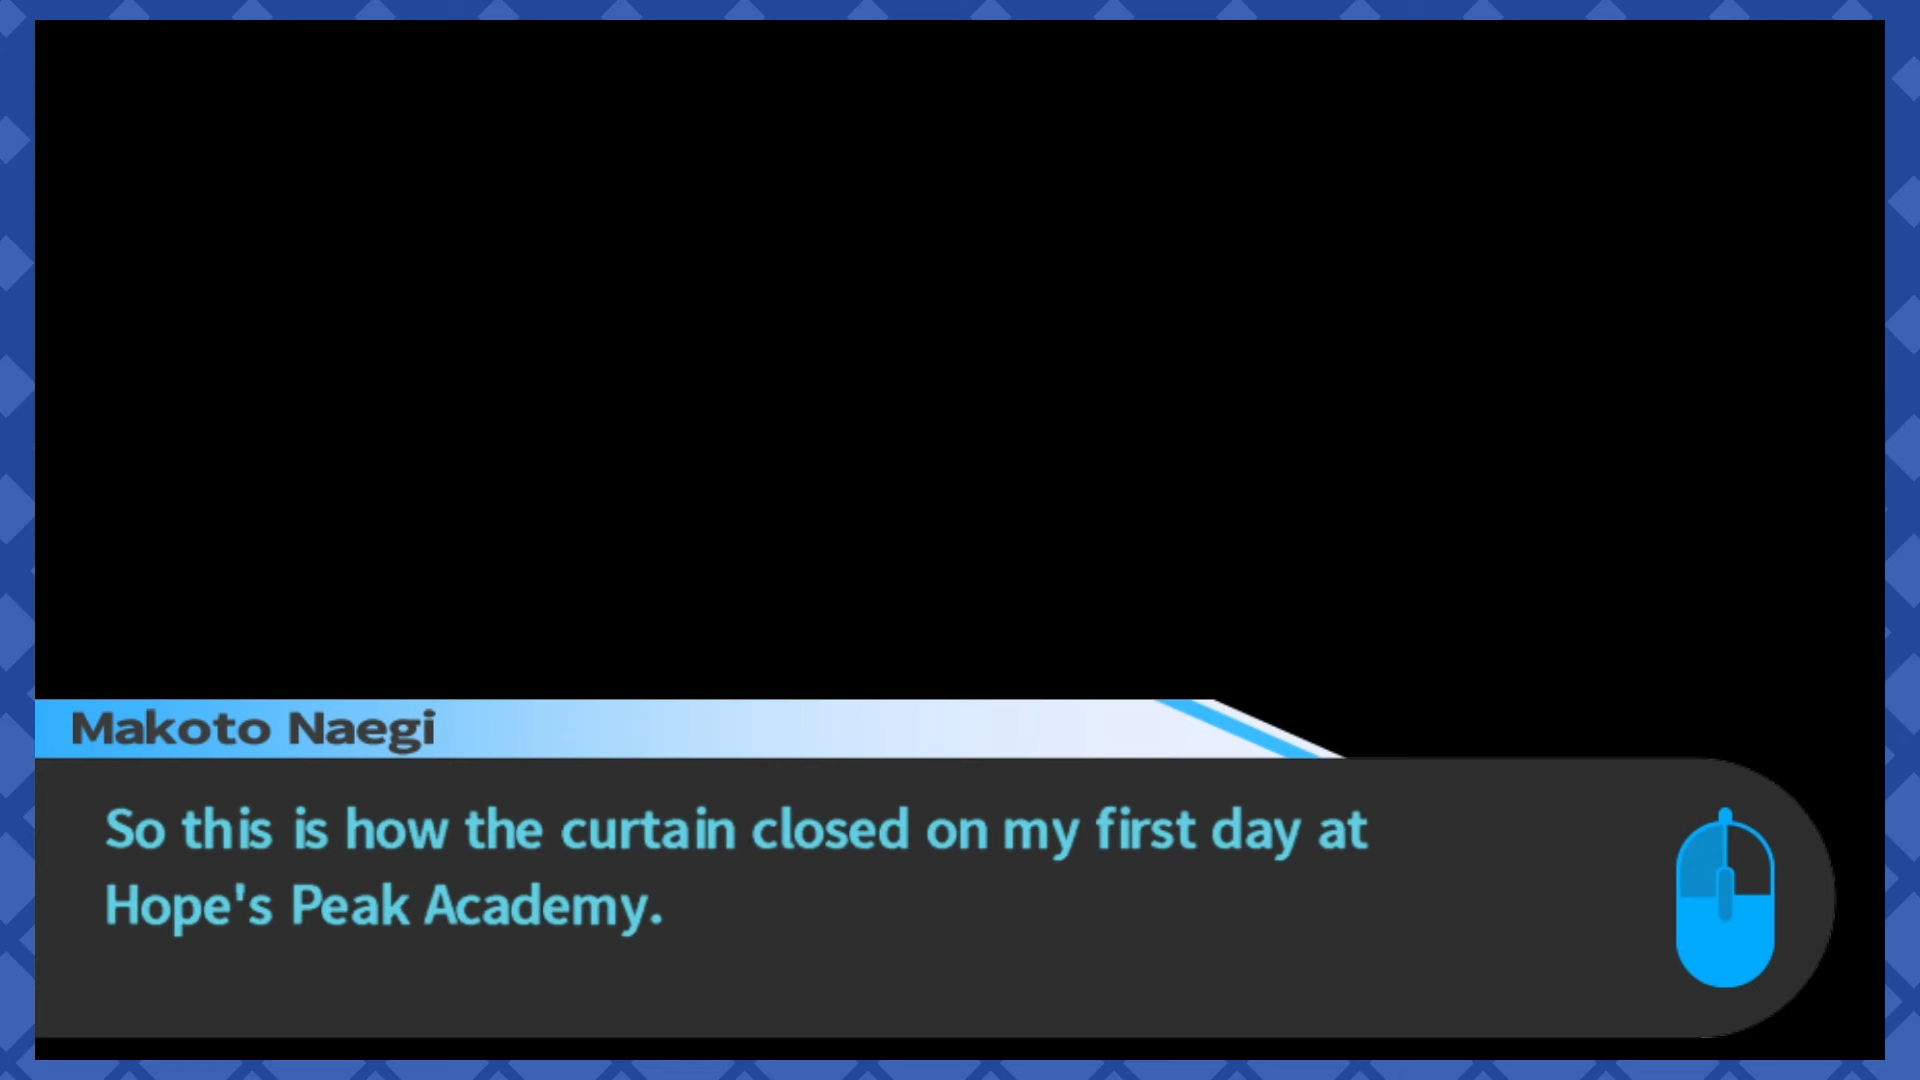 Makoto Naegi
So this is how the curtain closed on my first day at
Hope's Peak Academy.